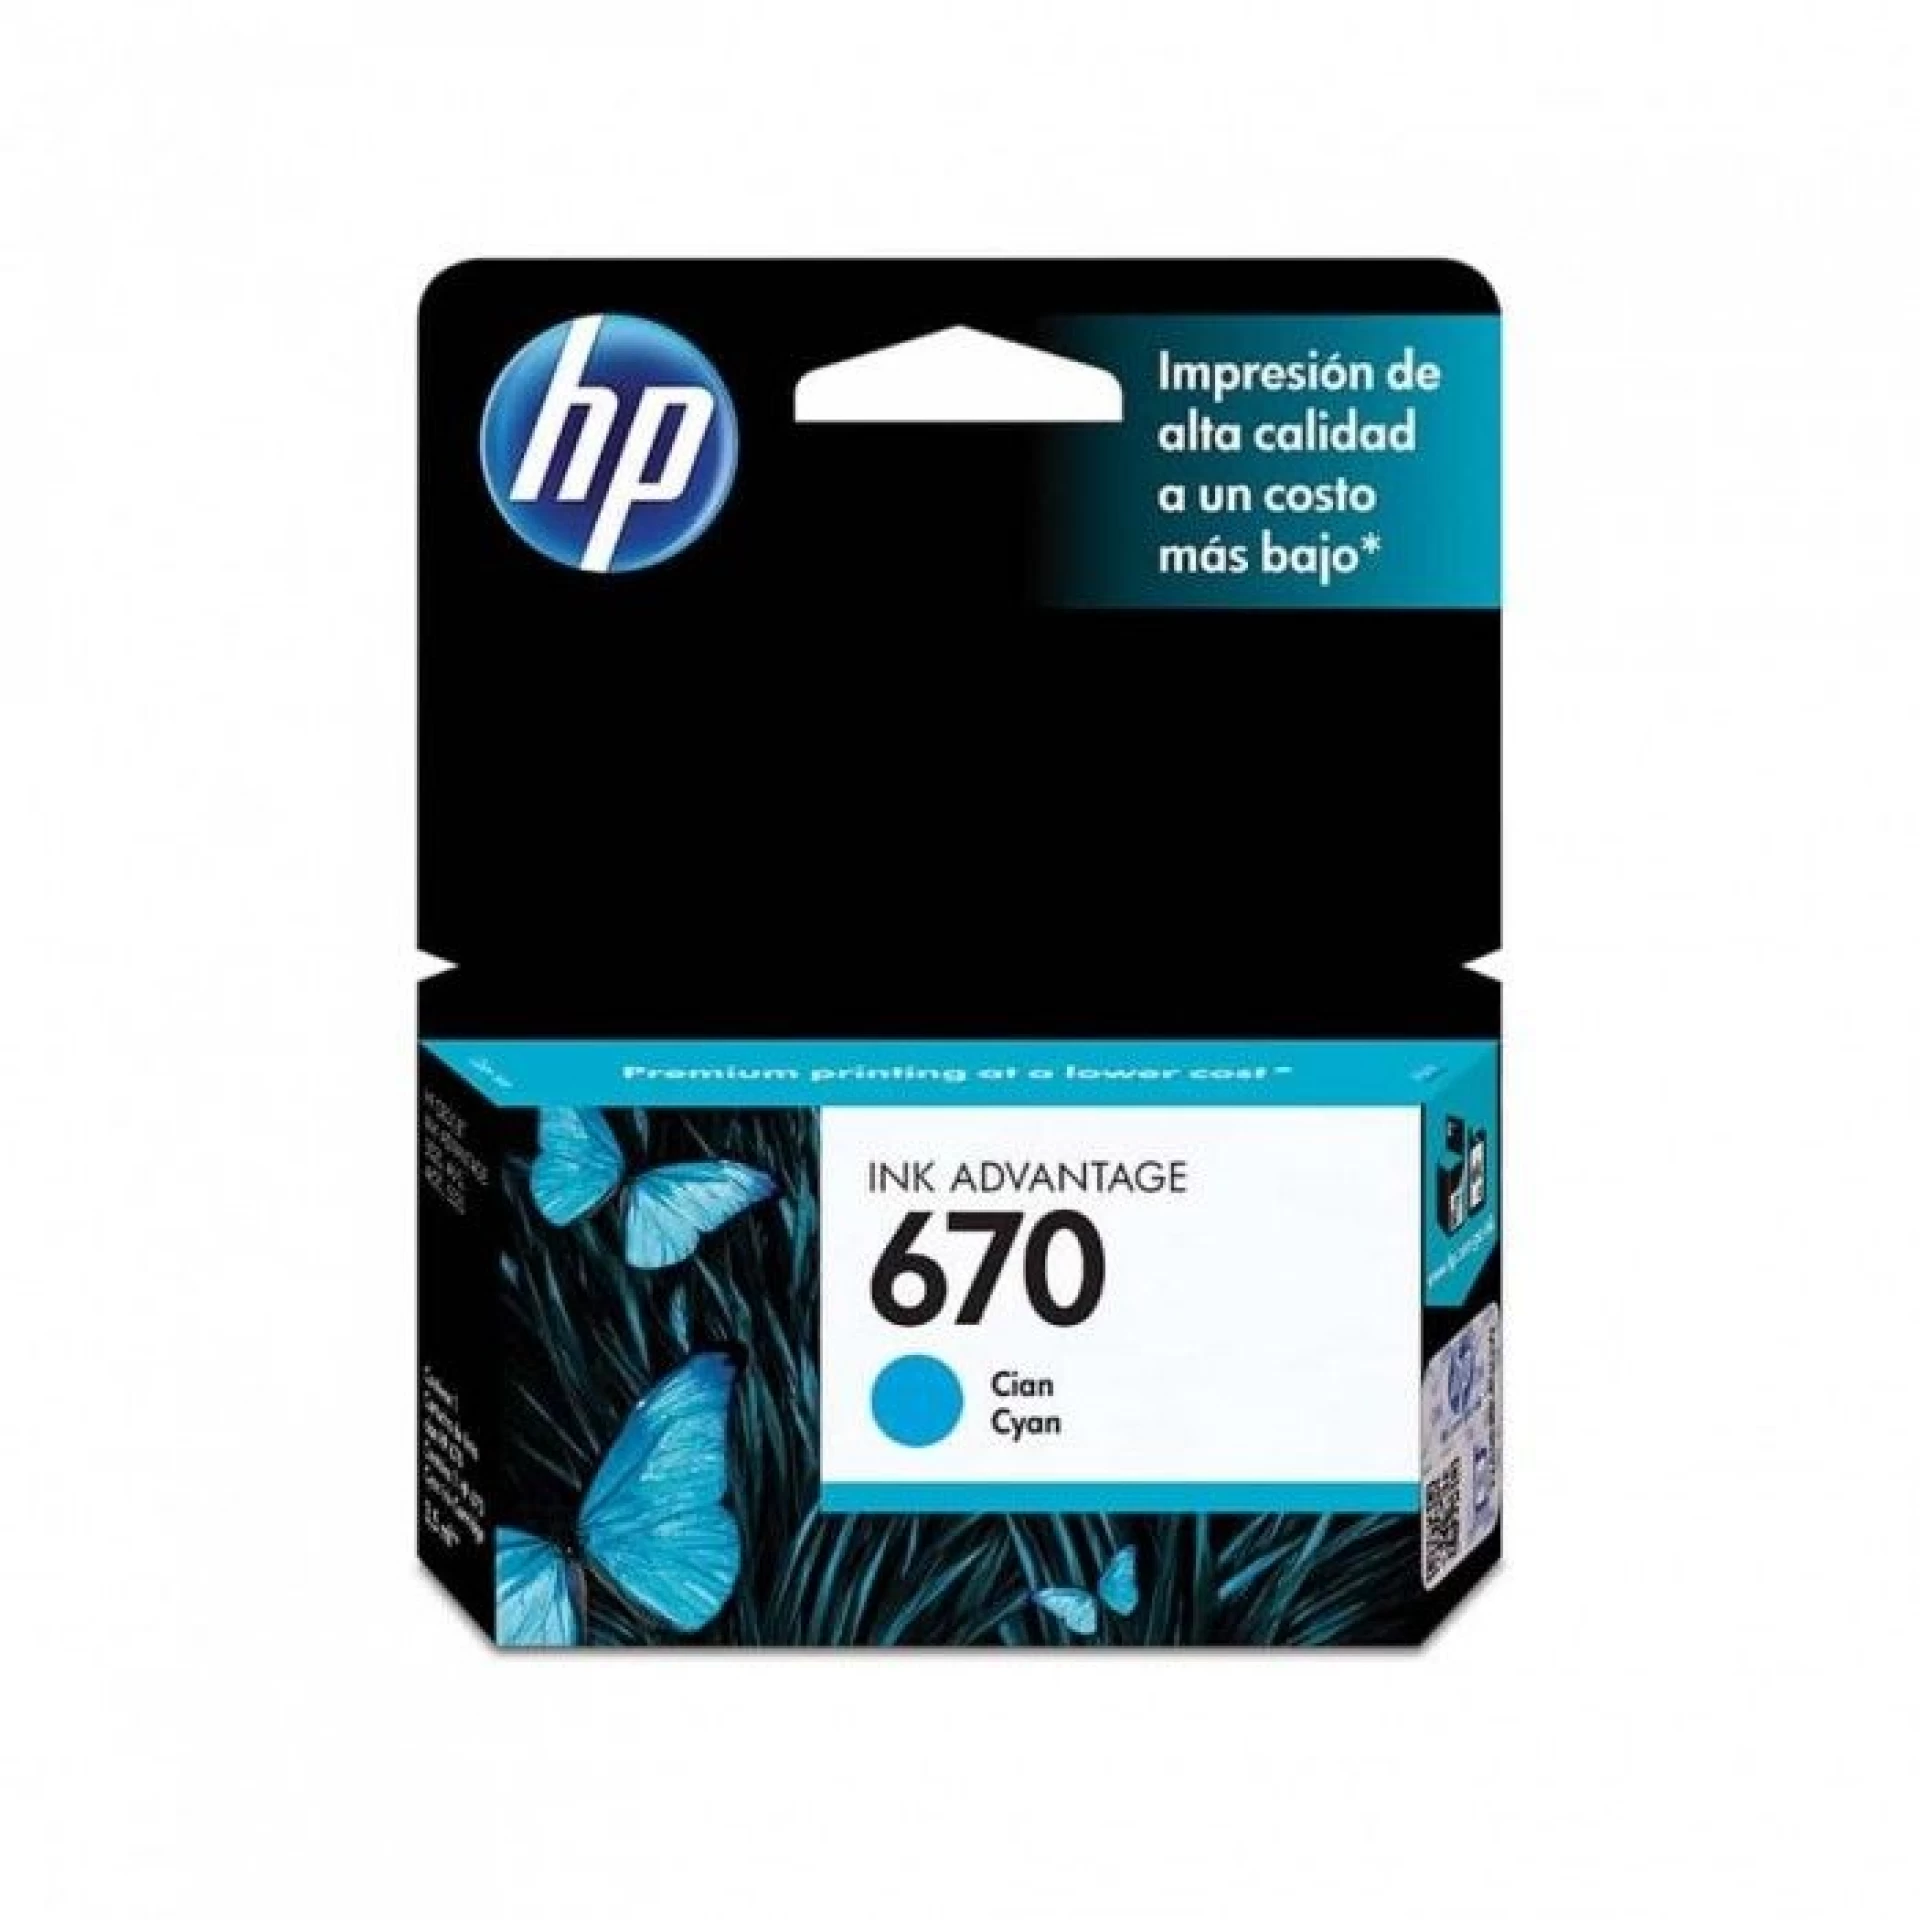 hp
Impresión de
alta calidad
a un costo
más bajo*
Premium printing at a lower cost
INK ADVANTAGE
670
Cian
Cyan